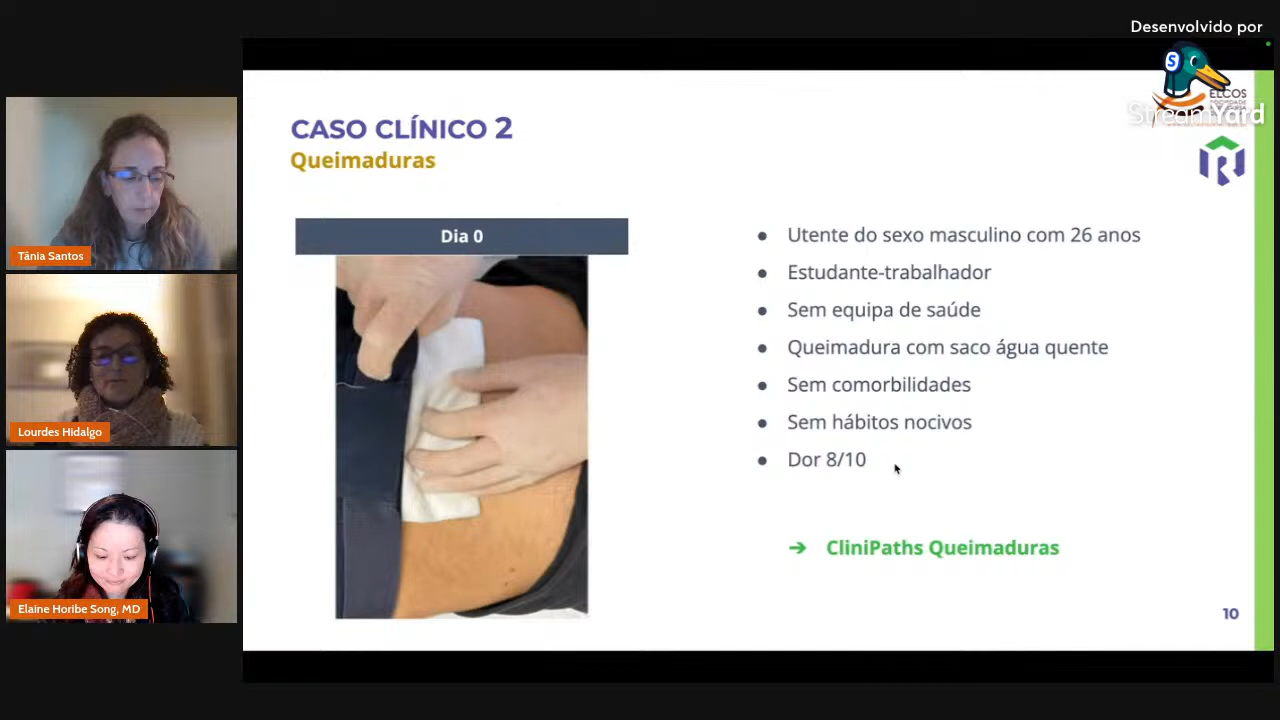 Desenvolvido por
S
StreamYard
ELCOS
CASO CLÍNICO 2
Queimaduras
Dia 0
Utente do sexo masculino com 26 anos
Estudante-trabalhador
Sem equipa de saúde
Queimadura com saco água quente
Sem comorbilidades
Sem hábitos nocivos
Dor 8/10
CliniPaths Queimaduras
10
Tânia Santos
Lourdes Hidalgo
Elaine Horibe Song, MD